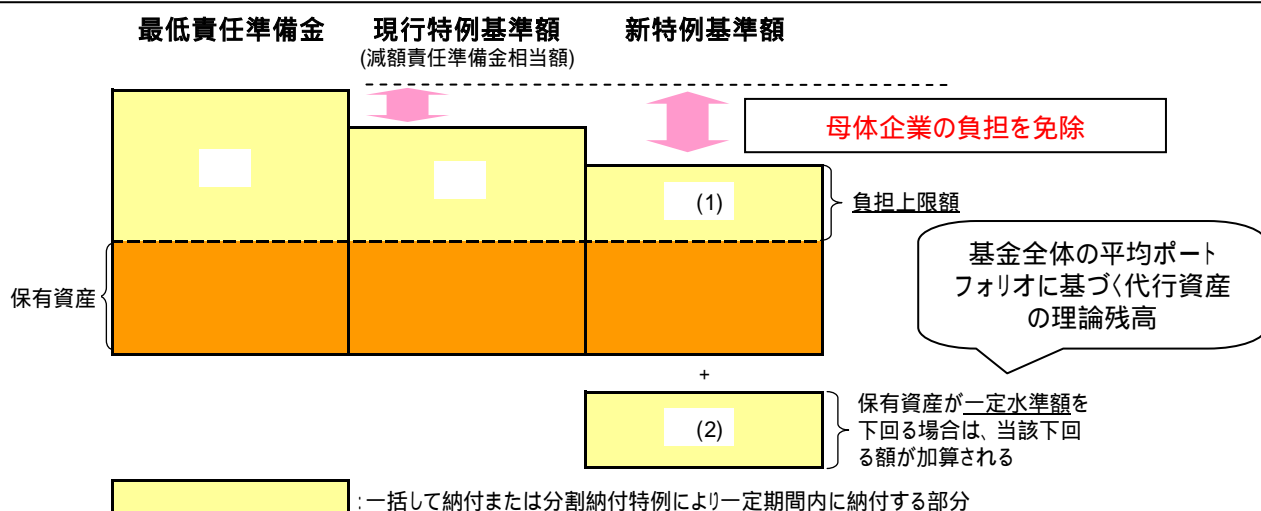 最低責任準備金
現行特例基準額
新特例基準額
(減額責任準備金相当額)
母体企業の負担を免除
(1)
負担上限額
基金全体の平均ポート
フォリオに基づく代行資産
の理論残高
保有資産
+
(2)
保有資産が一定水準額を
下回る場合は、当該下回
る額が加算される
:一括して納付または分割納付特例により一定期間内に納付する部分